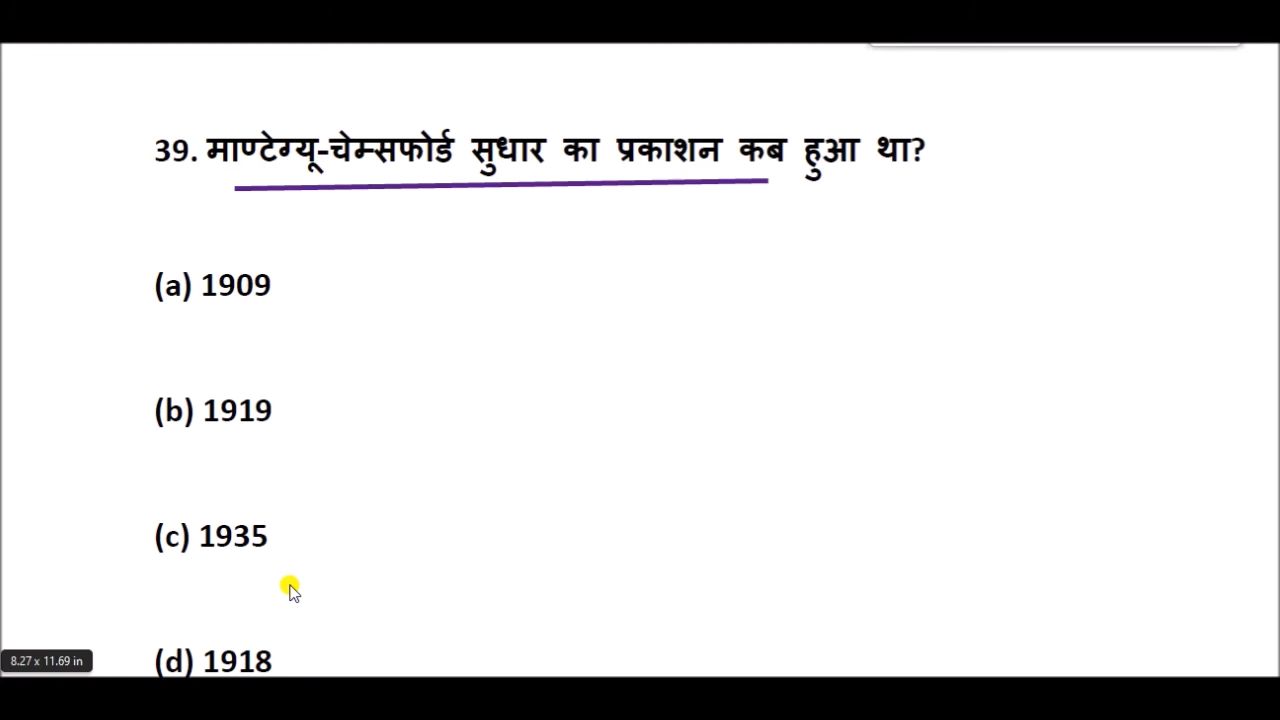 39. माण्टेग्यू-चेम्सफोर्ड सुधार का प्रकाशन कब हुआ था?
(a) 1909
(b) 1919
(c) 1935
(d) 1918
8.27 x 11.69 in